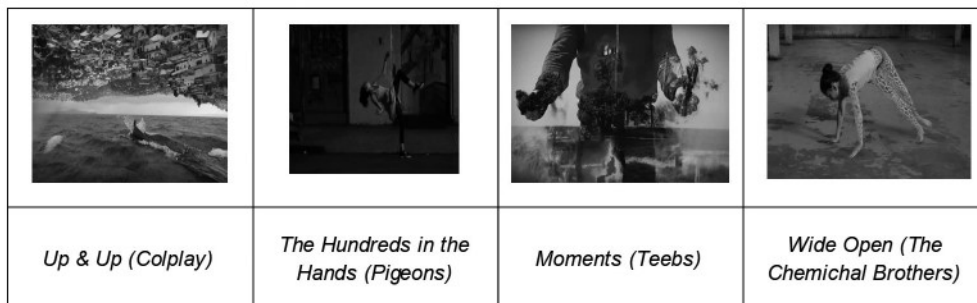 Up & Up (Colplay)
The Hundreds in the
Hands (Pigeons)
Moments (Teebs)
Wide Open (The
Chemichal Brothers)